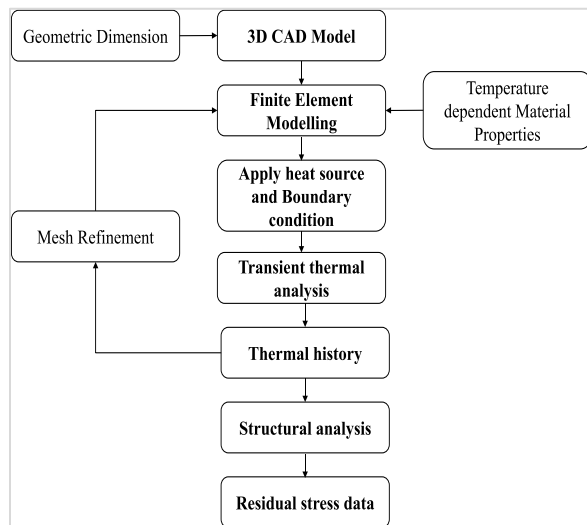 Geometric Dimension
3D CAD Model
Finite Element
Modelling
Temperature
dependent Material
Properties
Apply heat source
and Boundary
condition
Mesh Refinement
Transient thermal
analysis
Thermal history
Structural analysis
Residual stress data